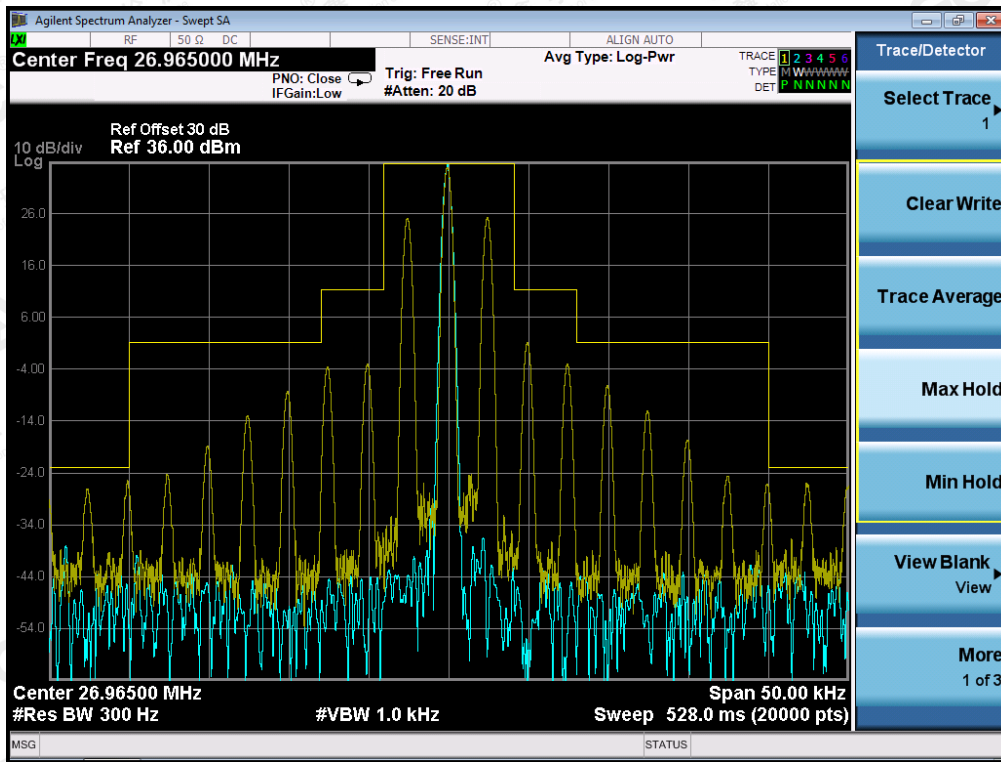 Agilent Spectrum Analyzer - Swept SA
LXI
RF
50 Ω
DC
SENSE:INT
ALIGN AUTO
Center Freq 26.965000 MHz
PNO: Close
IFGain:Low
Trig: Free Run
#Atten: 20 dB
Avg Type: Log-Pwr
TRACE 1 2 3 4 5 6
TYPE M W W W W W
DET P N N N N N
Ref Offset 30 dB
10 dB/div Ref 36.00 dBm
Log
26.0
16.0
6.00
-4.00
-14.0
-24.0
-34.0
-44.0
-54.0
Center 26.96500 MHz
Span 50.00 kHz
#Res BW 300 Hz
#VBW 1.0 kHz
Sweep 528.0 ms (20000 pts)
MSG
STATUS
Trace/Detector
Select Trace
1
Clear Write
Trace Average
Max Hold
Min Hold
View Blank
View
More
1 of 3